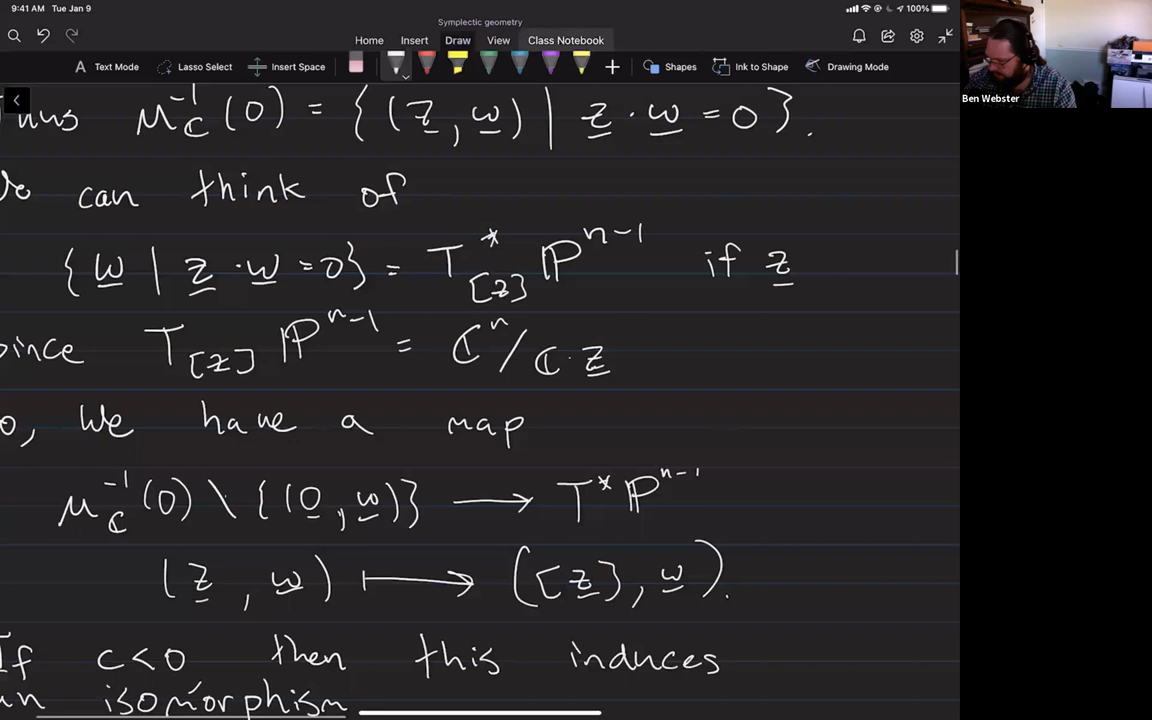 9:41 AM Tue Jan 9
100%
Symplectic geometry
Home Insert Draw View Class Notebook
Text Mode Lasso Select Insert Space Shapes Ink to Shape Drawing Mode
Ben Webster
hus μ_ℂ^{-1}(0) = { (z, w) | z · w = 0 }.
e can think of
{ w | z · w = 0 } = T*_{[z]} ℙ^{n-1} if z
ince T_{[z]} ℙ^{n-1} = ℂ^n / ℂ · z
o, we have a map
μ_ℂ^{-1}(0) \ {(0, w)} ⟶ T* ℙ^{n-1}
(z, w) ⟼ ([z], w).
If c < 0 then this induces
an isomorphism